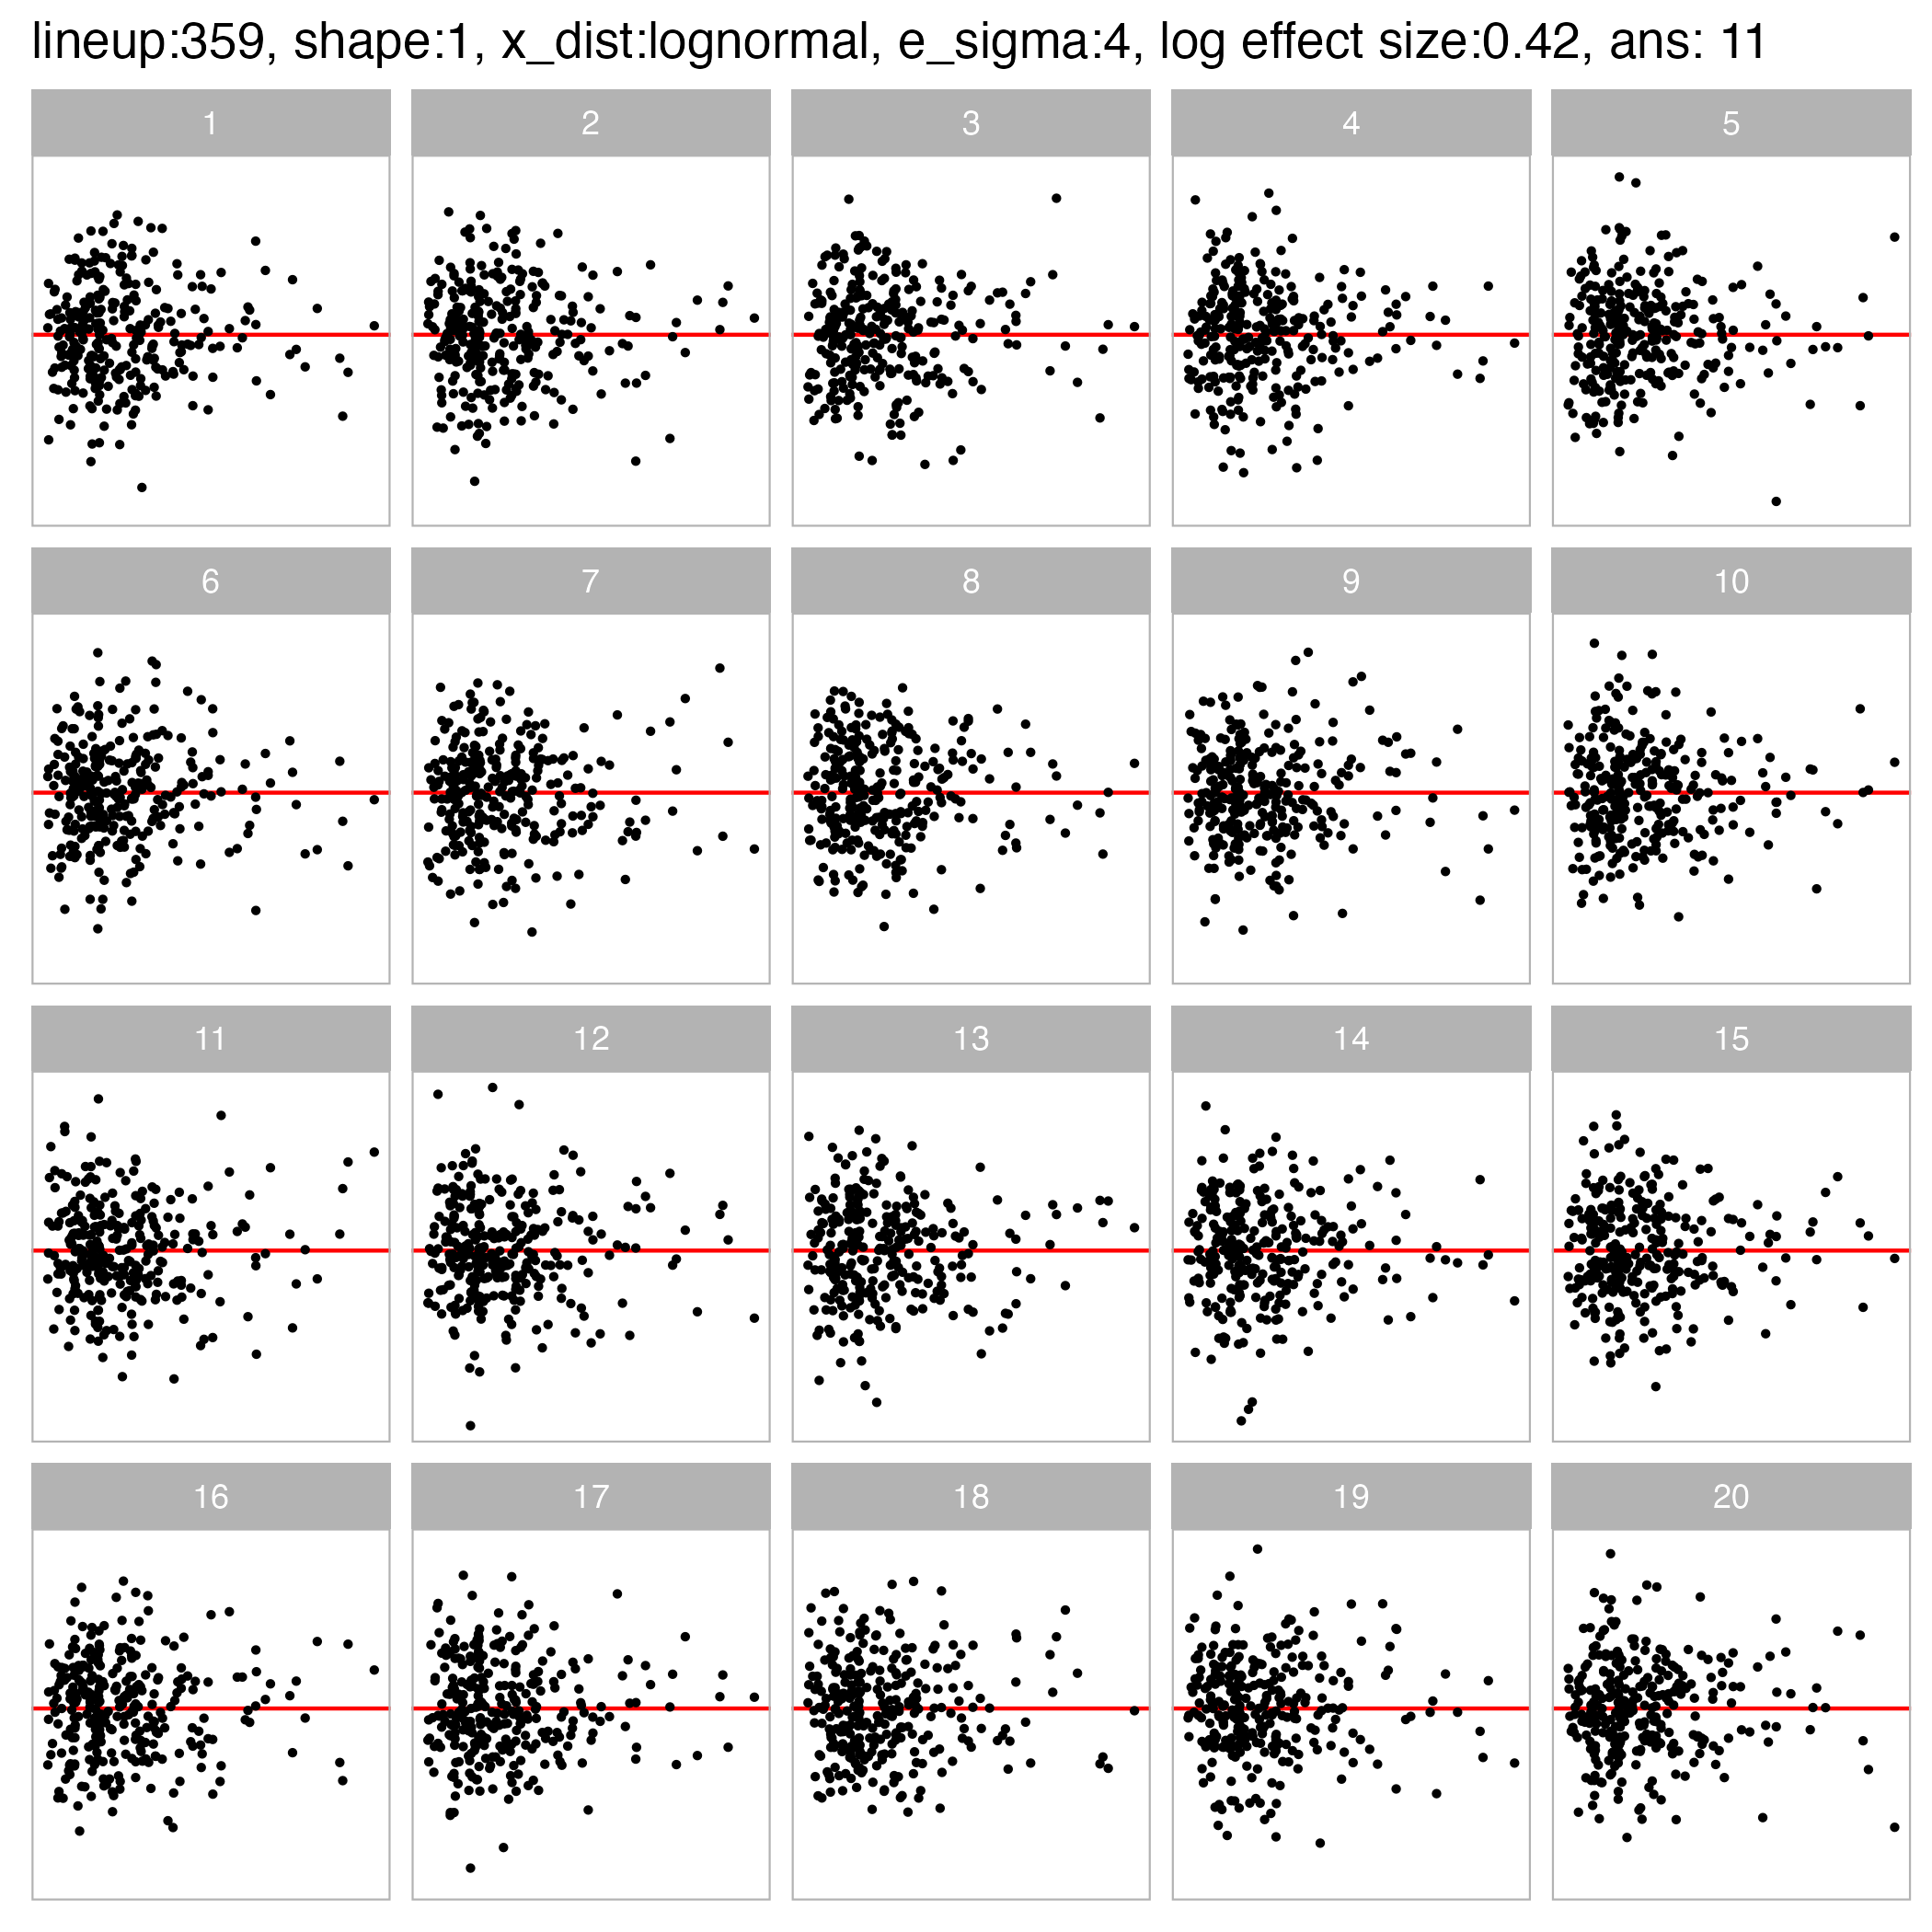 lineup:359, shape:1, x_dist:lognormal, e_sigma:4, log effect size:0.42, ans: 11
1 2 3 4 5
6 7 8 9 10
11 12 13 14 15
16 17 18 19 20